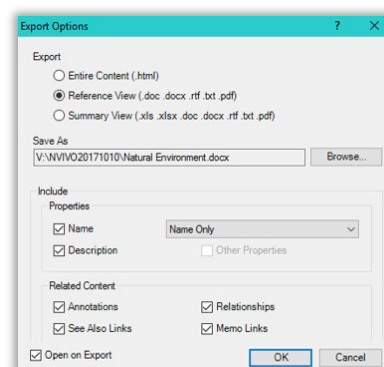 Export Options ? ×
Export
Entire Content (.html)
Reference View (.doc .docx .rtf .txt .pdf)
Summary View (.xls .xlsx .doc .docx .rtf .txt .pdf)
Save As
V:\NVIVO20171010\Natural Environment.docx Browse...
Include
Properties
Name Name Only
Description Other Properties
Related Content
Annotations Relationships
See Also Links Memo Links
Open on Export OK Cancel